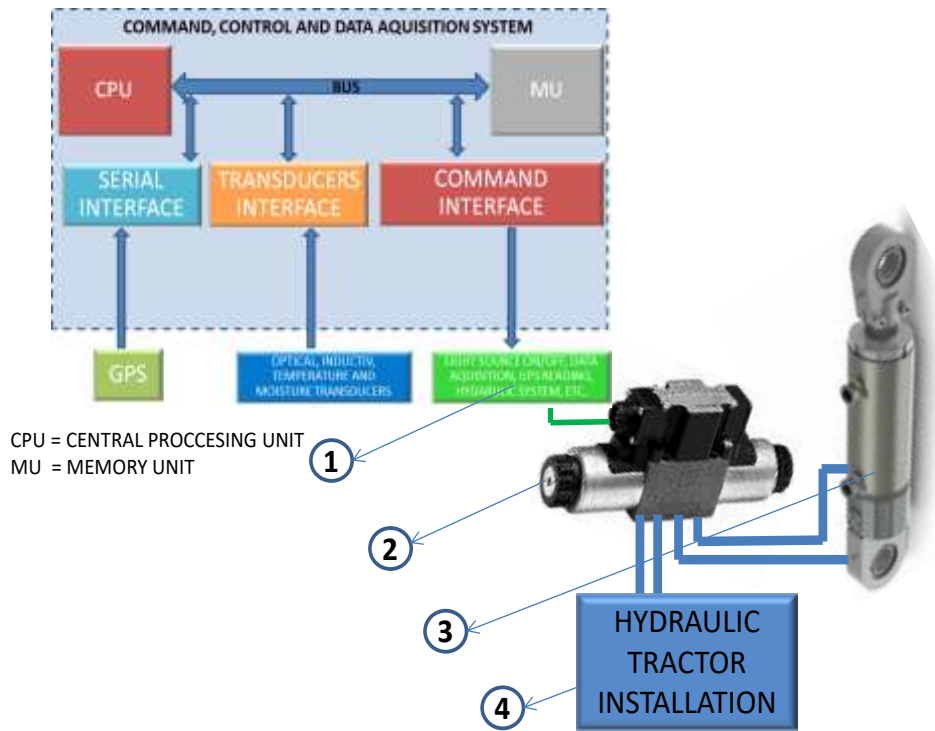 COMMAND, CONTROL AND DATA AQUISITION SYSTEM
CPU
BUS
MU
SERIAL
INTERFACE
TRANSDUCERS
INTERFACE
COMMAND
INTERFACE
GPS
OPTICAL, INDUCTIV,
TEMPERATURE AND
MOISTURE TRANSDUCERS
LIGHT SOURCE ON/OFF, DATA
AQUISITION, GPS READING,
HYDRAULIC SYSTEM, ETC.
CPU = CENTRAL PROCCESING UNIT
MU = MEMORY UNIT
1
2
3
HYDRAULIC
TRACTOR
INSTALLATION
4